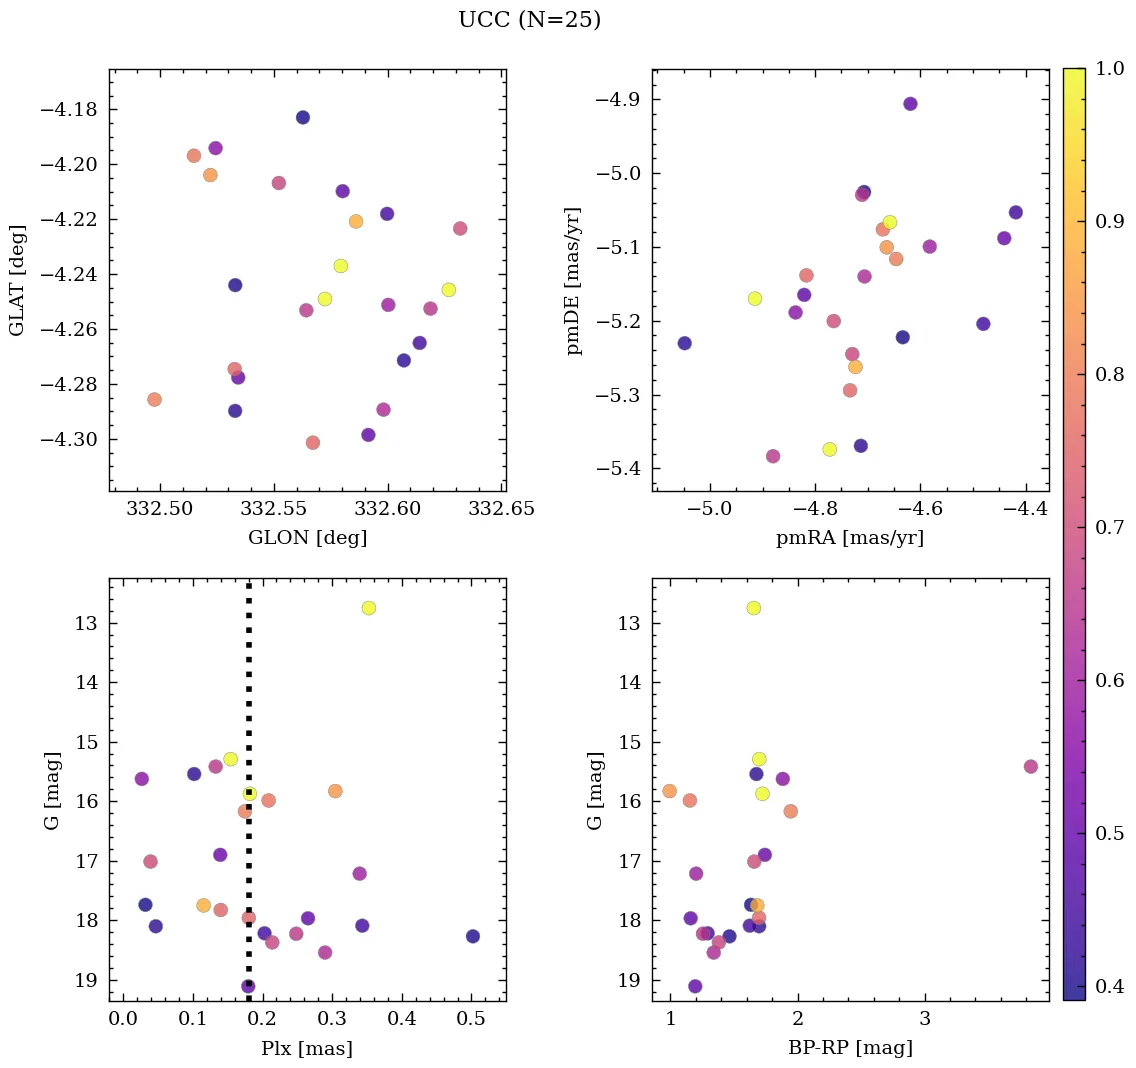 UCC (N=25)
−4.18
−4.20
−4.22
−4.24
−4.26
−4.28
−4.30
GLAT [deg]
332.50 332.55 332.60 332.65
GLON [deg]
−4.9
−5.0
−5.1
−5.2
−5.3
−5.4
pmDE [mas/yr]
−5.0 −4.8 −4.6 −4.4
pmRA [mas/yr]
13
14
15
16
17
18
19
G [mag]
0.0 0.1 0.2 0.3 0.4 0.5
Plx [mas]
13
14
15
16
17
18
19
G [mag]
1 2 3
BP-RP [mag]
1.0
0.9
0.8
0.7
0.6
0.5
0.4